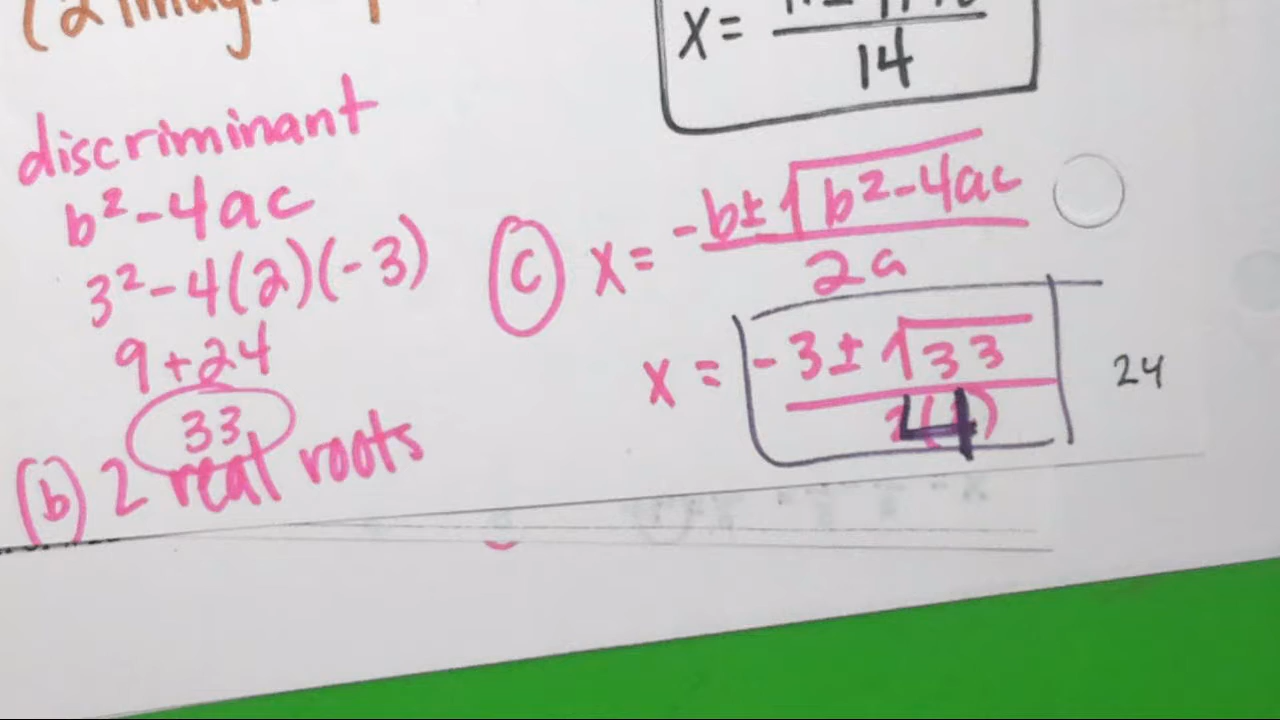 (2 imag
discriminant
b²-4ac
3²-4(2)(-3)
9+24
33
(b) 2 real roots
x=
14
(c) x = -b±√b²-4ac
2a
x = -3±√33
4
24